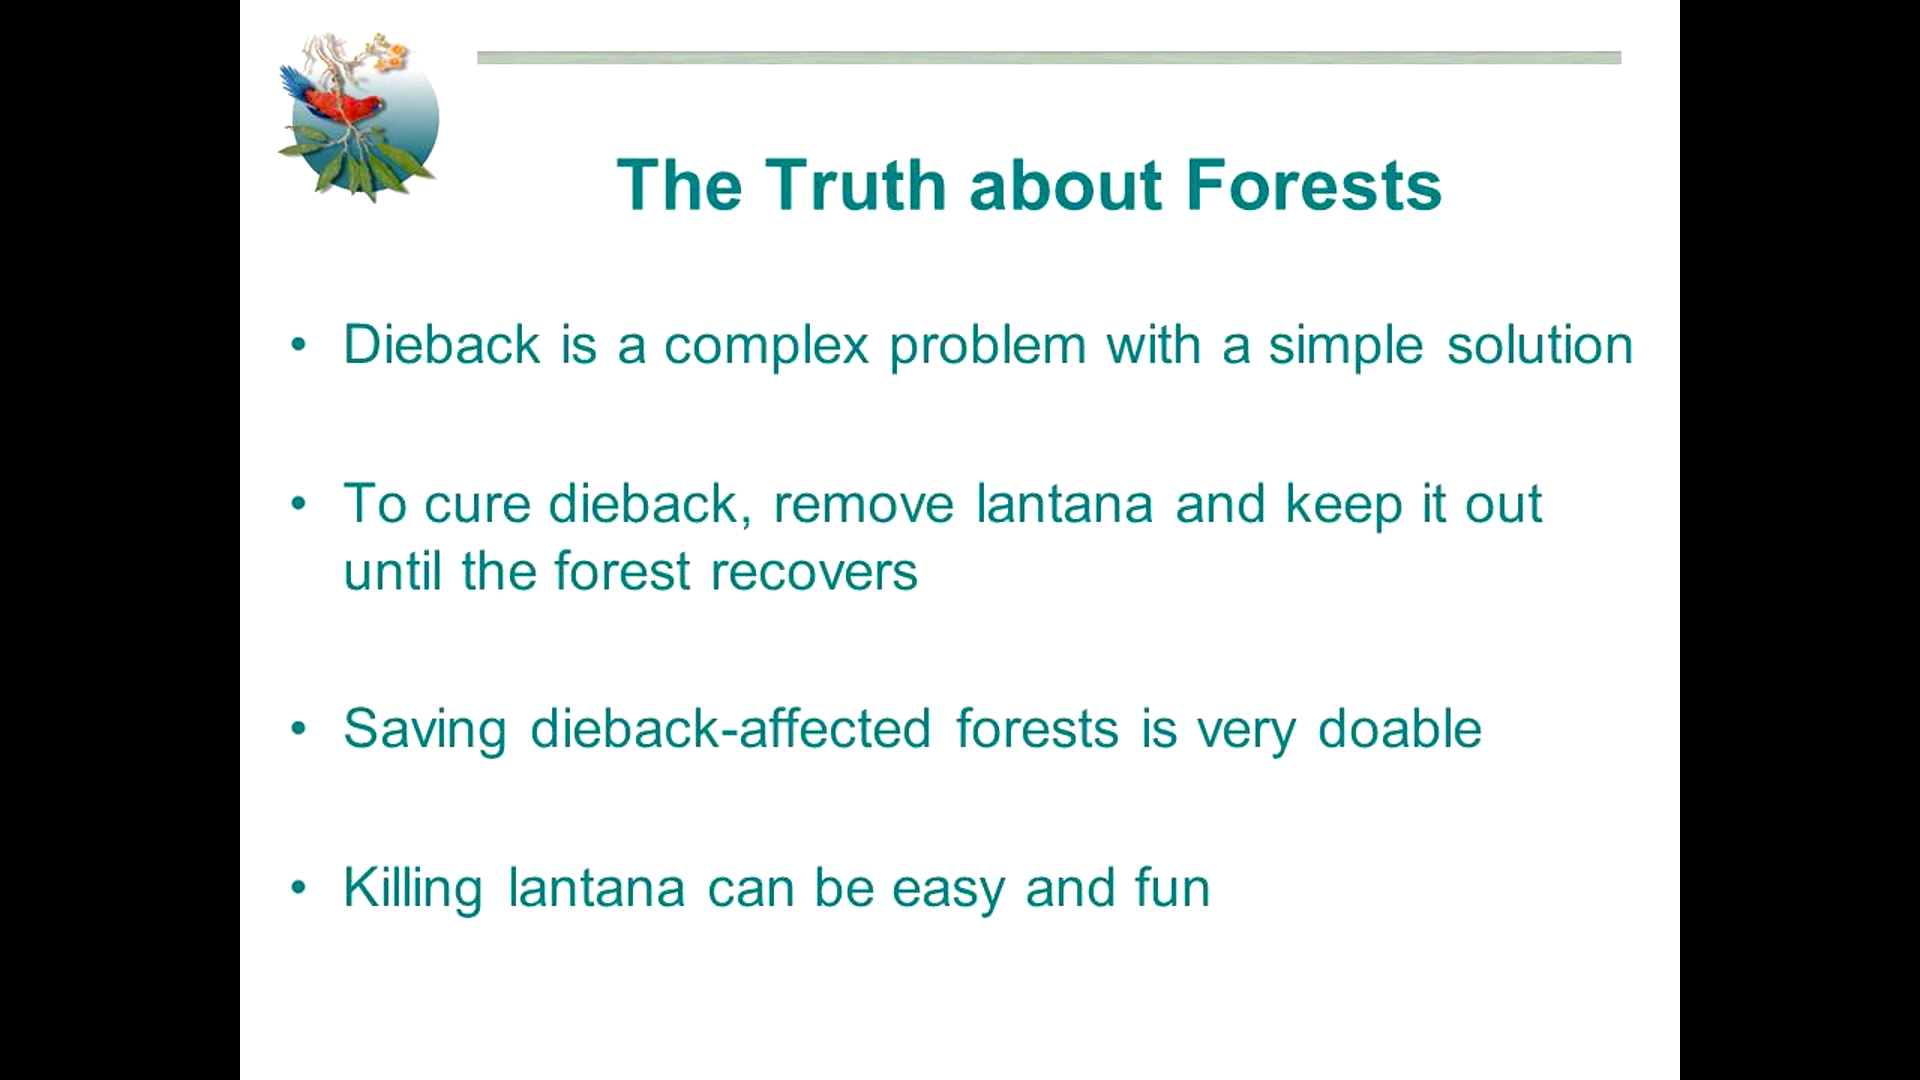 The Truth about Forests
• Dieback is a complex problem with a simple solution
• To cure dieback, remove lantana and keep it out
until the forest recovers
• Saving dieback-affected forests is very doable
• Killing lantana can be easy and fun